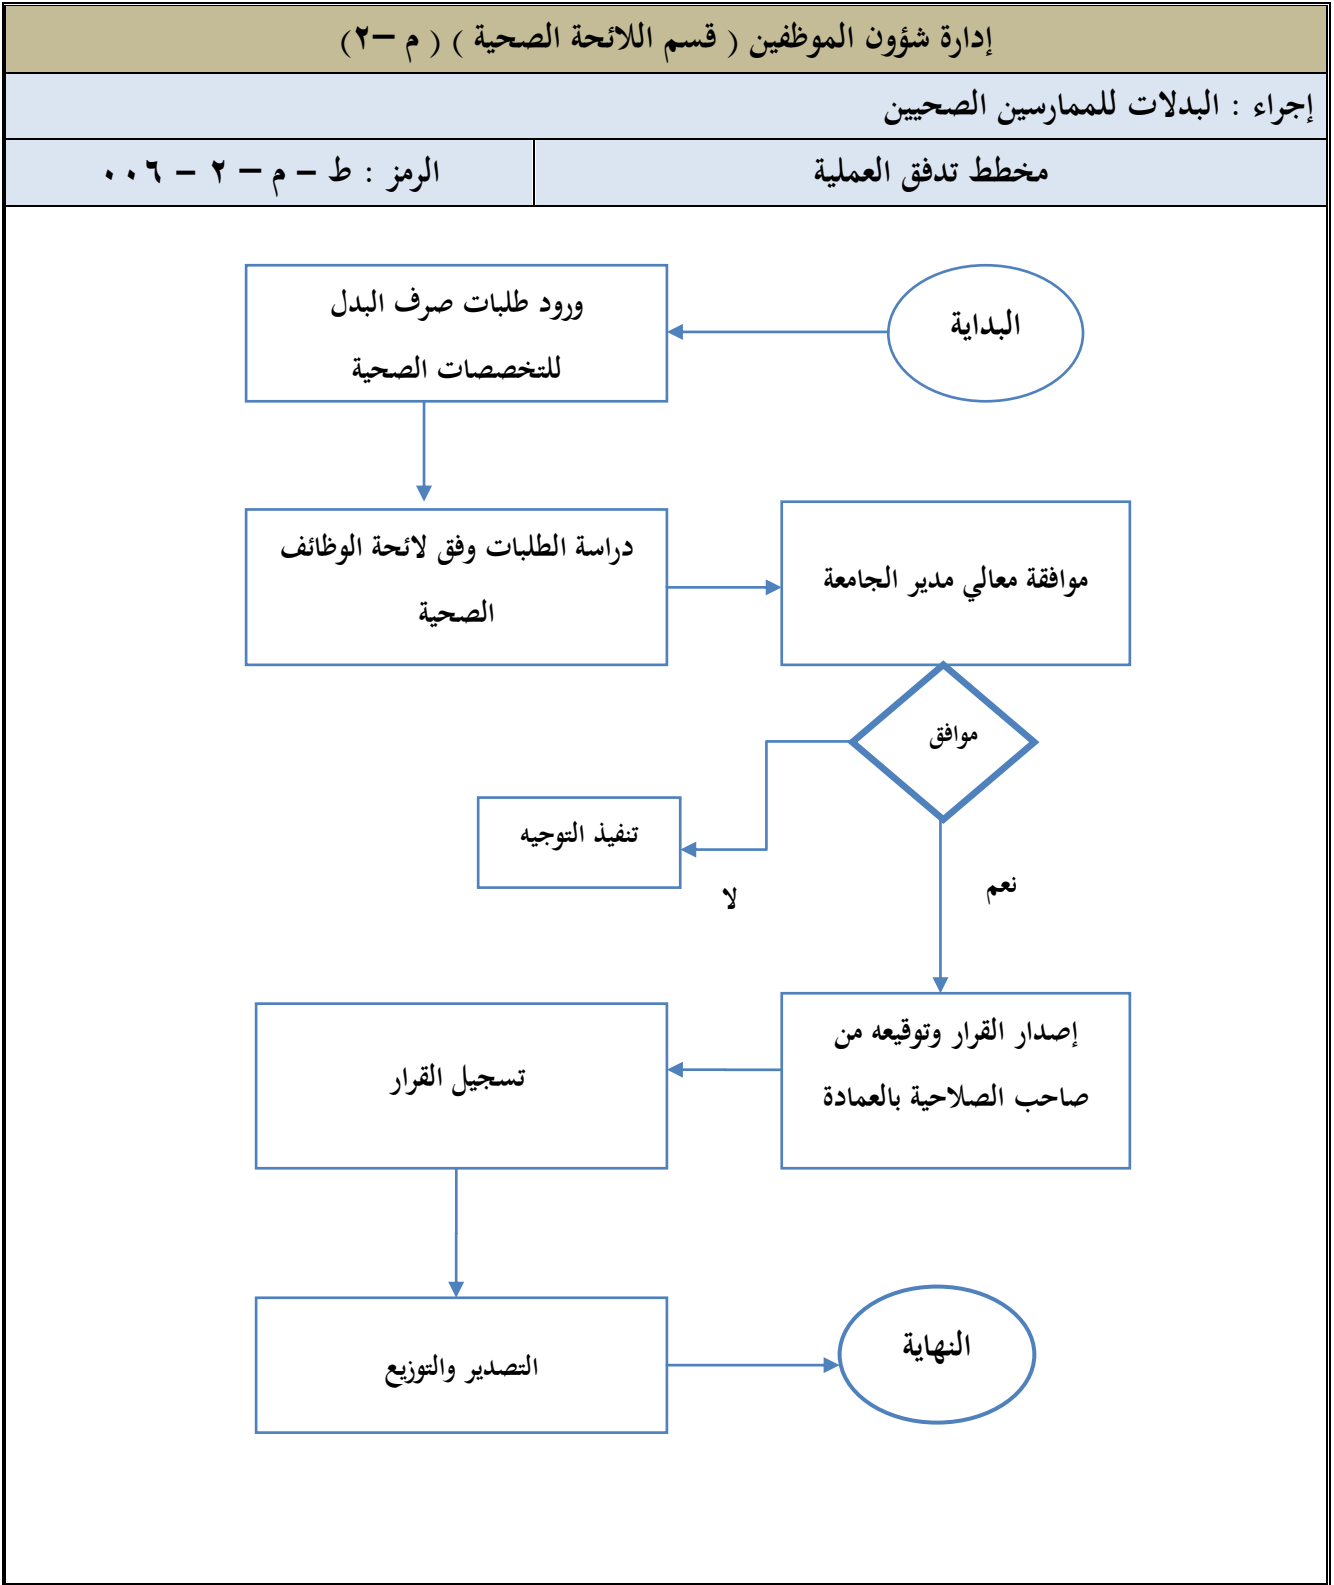 إدارة شؤون الموظفين ( قسم اللائحة الصحية ) ( م –٢)
إجراء : البدلات للممارسين الصحيين
مخطط تدفق العملية
الرمز : ط – م – ٢ – ٠٠٦
البداية
ورود طلبات صرف البدل
للتخصصات الصحية
دراسة الطلبات وفق لائحة الوظائف
الصحية
موافقة معالي مدير الجامعة
موافق
تنفيذ التوجيه
لا
نعم
إصدار القرار وتوقيعه من
صاحب الصلاحية بالعمادة
تسجيل القرار
التصدير والتوزيع
النهاية